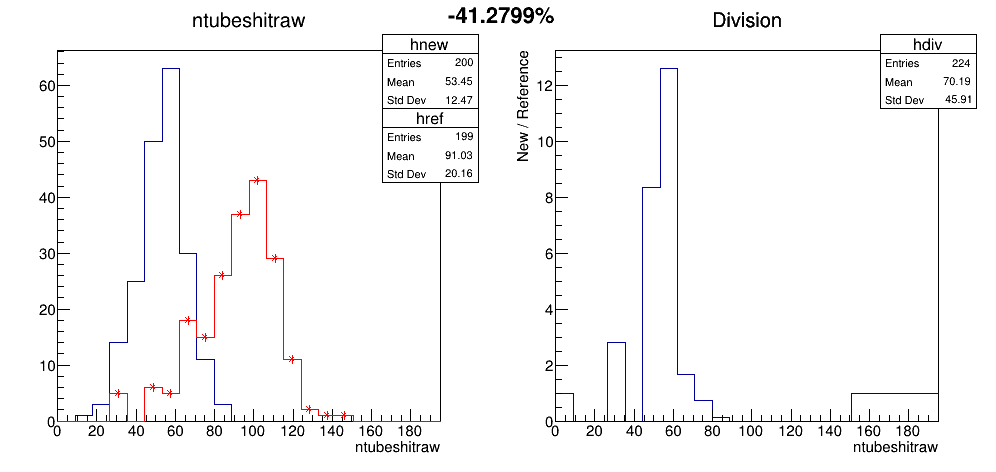 -41.2799%
ntubeshitraw
hnew
Entries 200
Mean 53.45
Std Dev 12.47
href
Entries 199
Mean 91.03
Std Dev 20.16
60
50
40
30
20
10
0
0 20 40 60 80 100 120 140 160 180
ntubeshitraw
Division
hdiv
Entries 224
Mean 70.19
Std Dev 45.91
New / Reference
12
10
8
6
4
2
0
0 20 40 60 80 100 120 140 160 180
ntubeshitraw